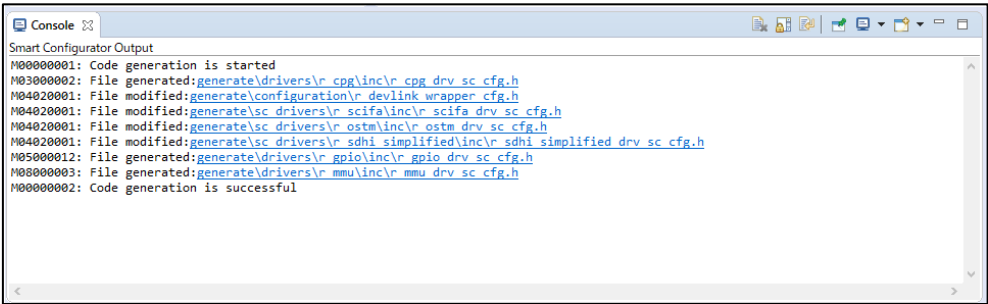 Console
Smart Configurator Output
M00000001: Code generation is started
M03000002: File generated:generate\drivers\r_cpg\inc\r_cpg_drv_sc_cfg.h
M04020001: File modified:generate\configuration\r_devlink_wrapper_cfg.h
M04020001: File modified:generate\sc_drivers\r_scifa\inc\r_scifa_drv_sc_cfg.h
M04020001: File modified:generate\sc_drivers\r_ostm\inc\r_ostm_drv_sc_cfg.h
M04020001: File modified:generate\sc_drivers\r_sdhi_simplified\inc\r_sdhi_simplified_drv_sc_cfg.h
M05000012: File generated:generate\drivers\r_gpio\inc\r_gpio_drv_sc_cfg.h
M08000003: File generated:generate\drivers\r_mmu\inc\r_mmu_drv_sc_cfg.h
M00000002: Code generation is successful